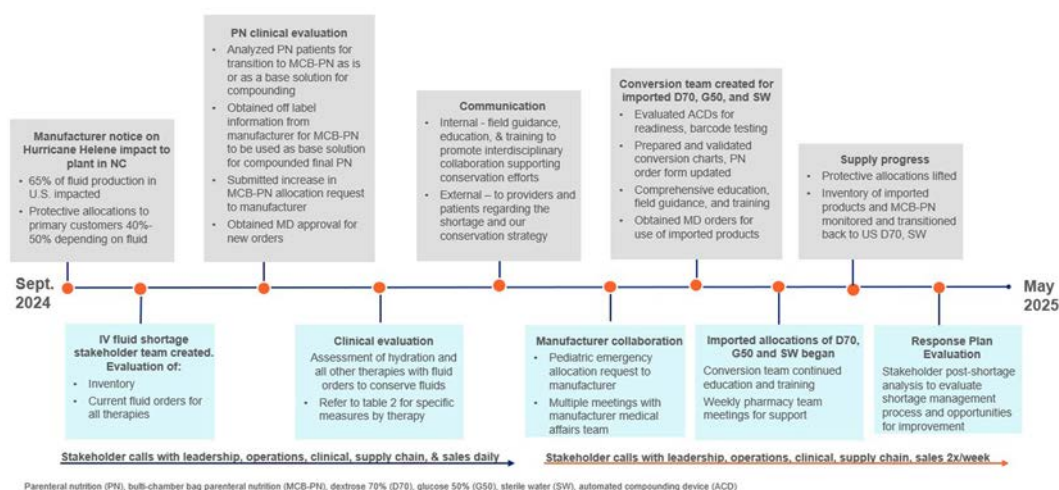 Manufacturer notice on
Hurricane Helene impact to
plant in NC
• 65% of fluid production in
U.S. impacted
• Protective allocations to
primary customers 40%-
50% depending on fluid
PN clinical evaluation
• Analyzed PN patients for
transition to MCB-PN as is
or as a base solution for
compounding
• Obtained off label
information from
manufacturer for MCB-PN
to be used as base solution
for compounded final PN
• Submitted increase in
MCB-PN allocation request
to manufacturer
• Obtained MD approval for
new orders
Communication
• Internal - field guidance,
education, & training to
promote interdisciplinary
collaboration supporting
conservation efforts
• External – to providers and
patients regarding the
shortage and our
conservation strategy
Conversion team created for
imported D70, G50, and SW
• Evaluated ACDs for
readiness, barcode testing
• Prepared and validated
conversion charts, PN
order form updated
• Comprehensive education,
field guidance, and training
• Obtained MD orders for
use of imported products
Supply progress
• Protective allocations lifted
• Inventory of imported
products and MCB-PN
monitored and transitioned
back to US D70, SW
Sept.
2024
May
2025
IV fluid shortage
stakeholder team created.
Evaluation of:
• Inventory
• Current fluid orders for
all therapies
Clinical evaluation
Assessment of hydration and
all other therapies with fluid
orders to conserve fluids
• Refer to table 2 for specific
measures by therapy
Manufacturer collaboration
• Pediatric emergency
allocation request to
manufacturer
• Multiple meetings with
manufacturer medical
affairs team
Imported allocations of D70,
G50 and SW began
Conversion team continued
education and training
Weekly pharmacy team
meetings for support
Response Plan
Evaluation
Stakeholder post-shortage
analysis to evaluate
shortage management
process and opportunities
for improvement
Stakeholder calls with leadership, operations, clinical, supply chain, & sales daily
Stakeholder calls with leadership, operations, clinical, supply chain, sales 2x/week
Parenteral nutrition (PN), bulti-chamber bag parenteral nutrition (MCB-PN), dextrose 70% (D70), glucose 50% (G50), sterile water (SW), automated compounding device (ACD)